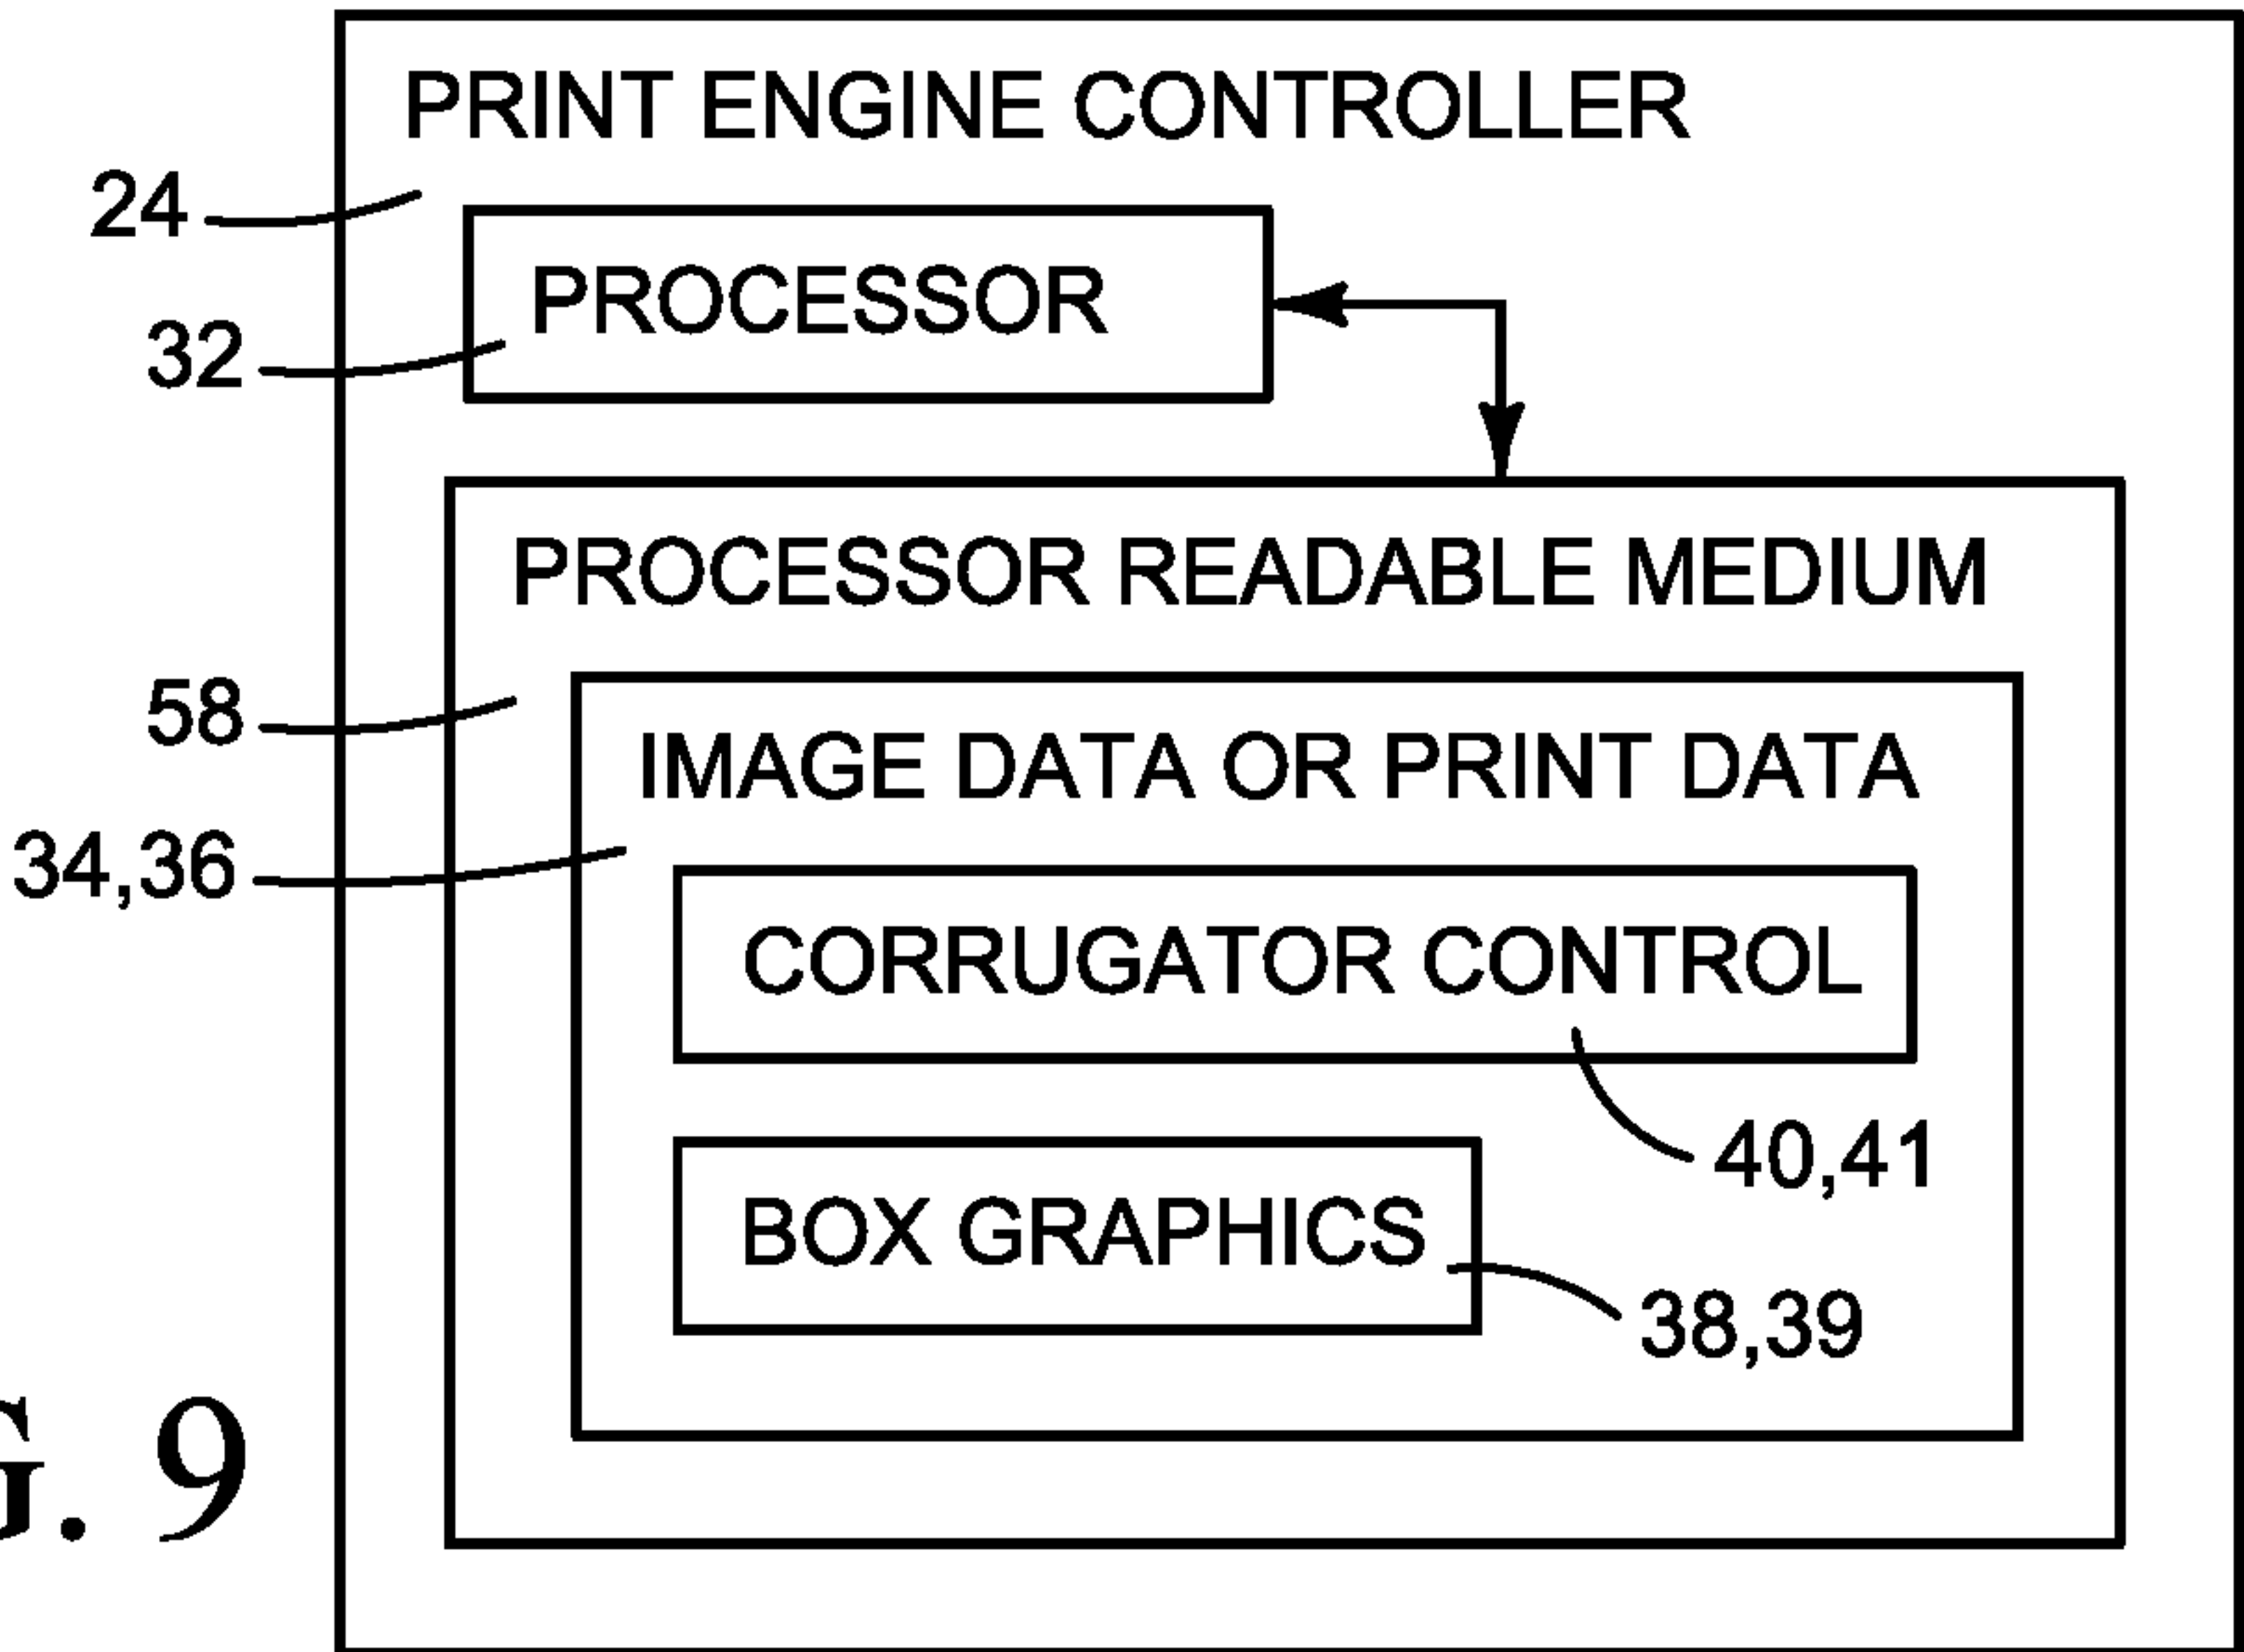 PRINT ENGINE CONTROLLER
24
PROCESSOR
32
PROCESSOR READABLE MEDIUM
58
IMAGE DATA OR PRINT DATA
34,36
CORRUGATOR CONTROL
40,41
BOX GRAPHICS
38,39
G. 9